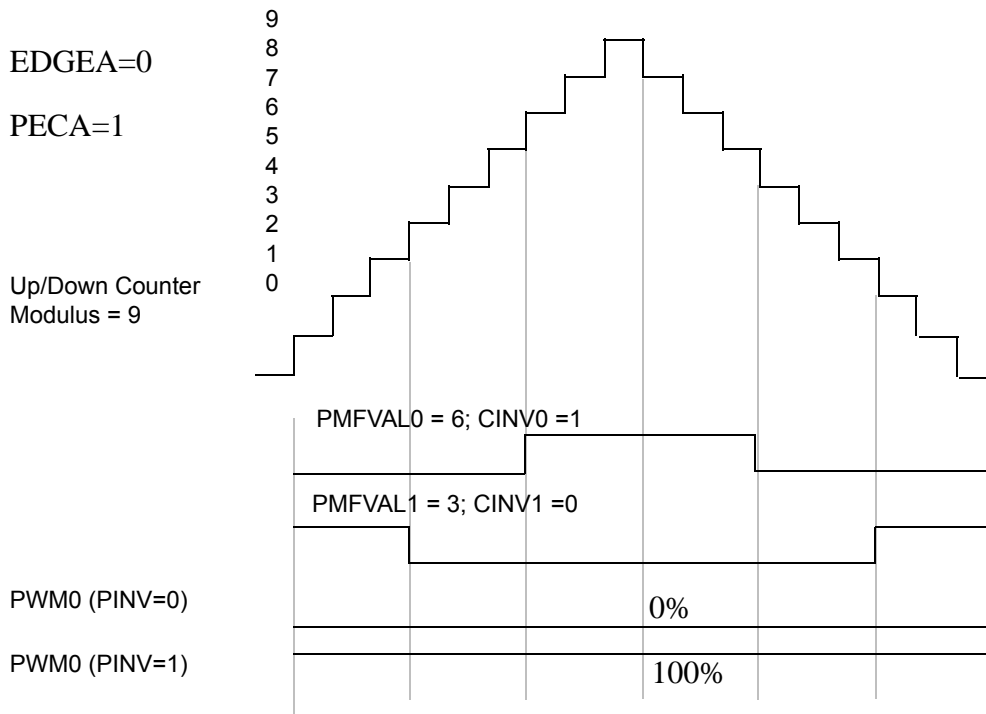 EDGEA=0
PECA=1
9
8
7
6
5
4
3
2
1
0
Up/Down Counter
Modulus = 9
PMFVAL0 = 6; CINV0 =1
PMFVAL1 = 3; CINV1 =0
PWM0 (PINV=0)
0%
PWM0 (PINV=1)
100%